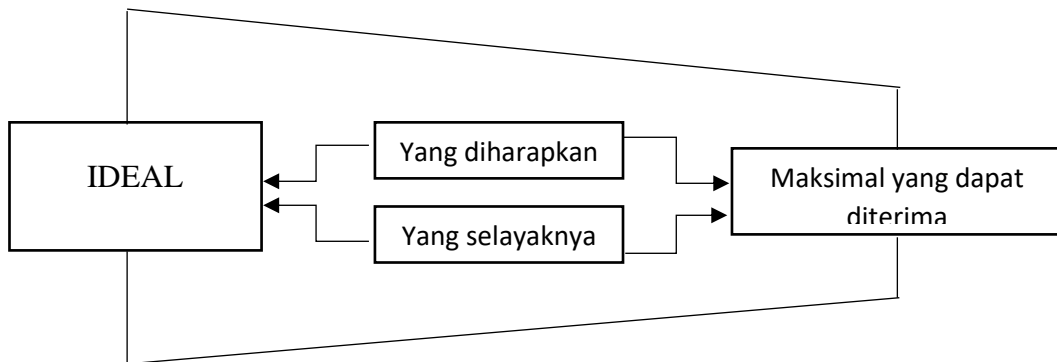 IDEAL
Yang diharapkan
Yang selayaknya
Maksimal yang dapat
diterima